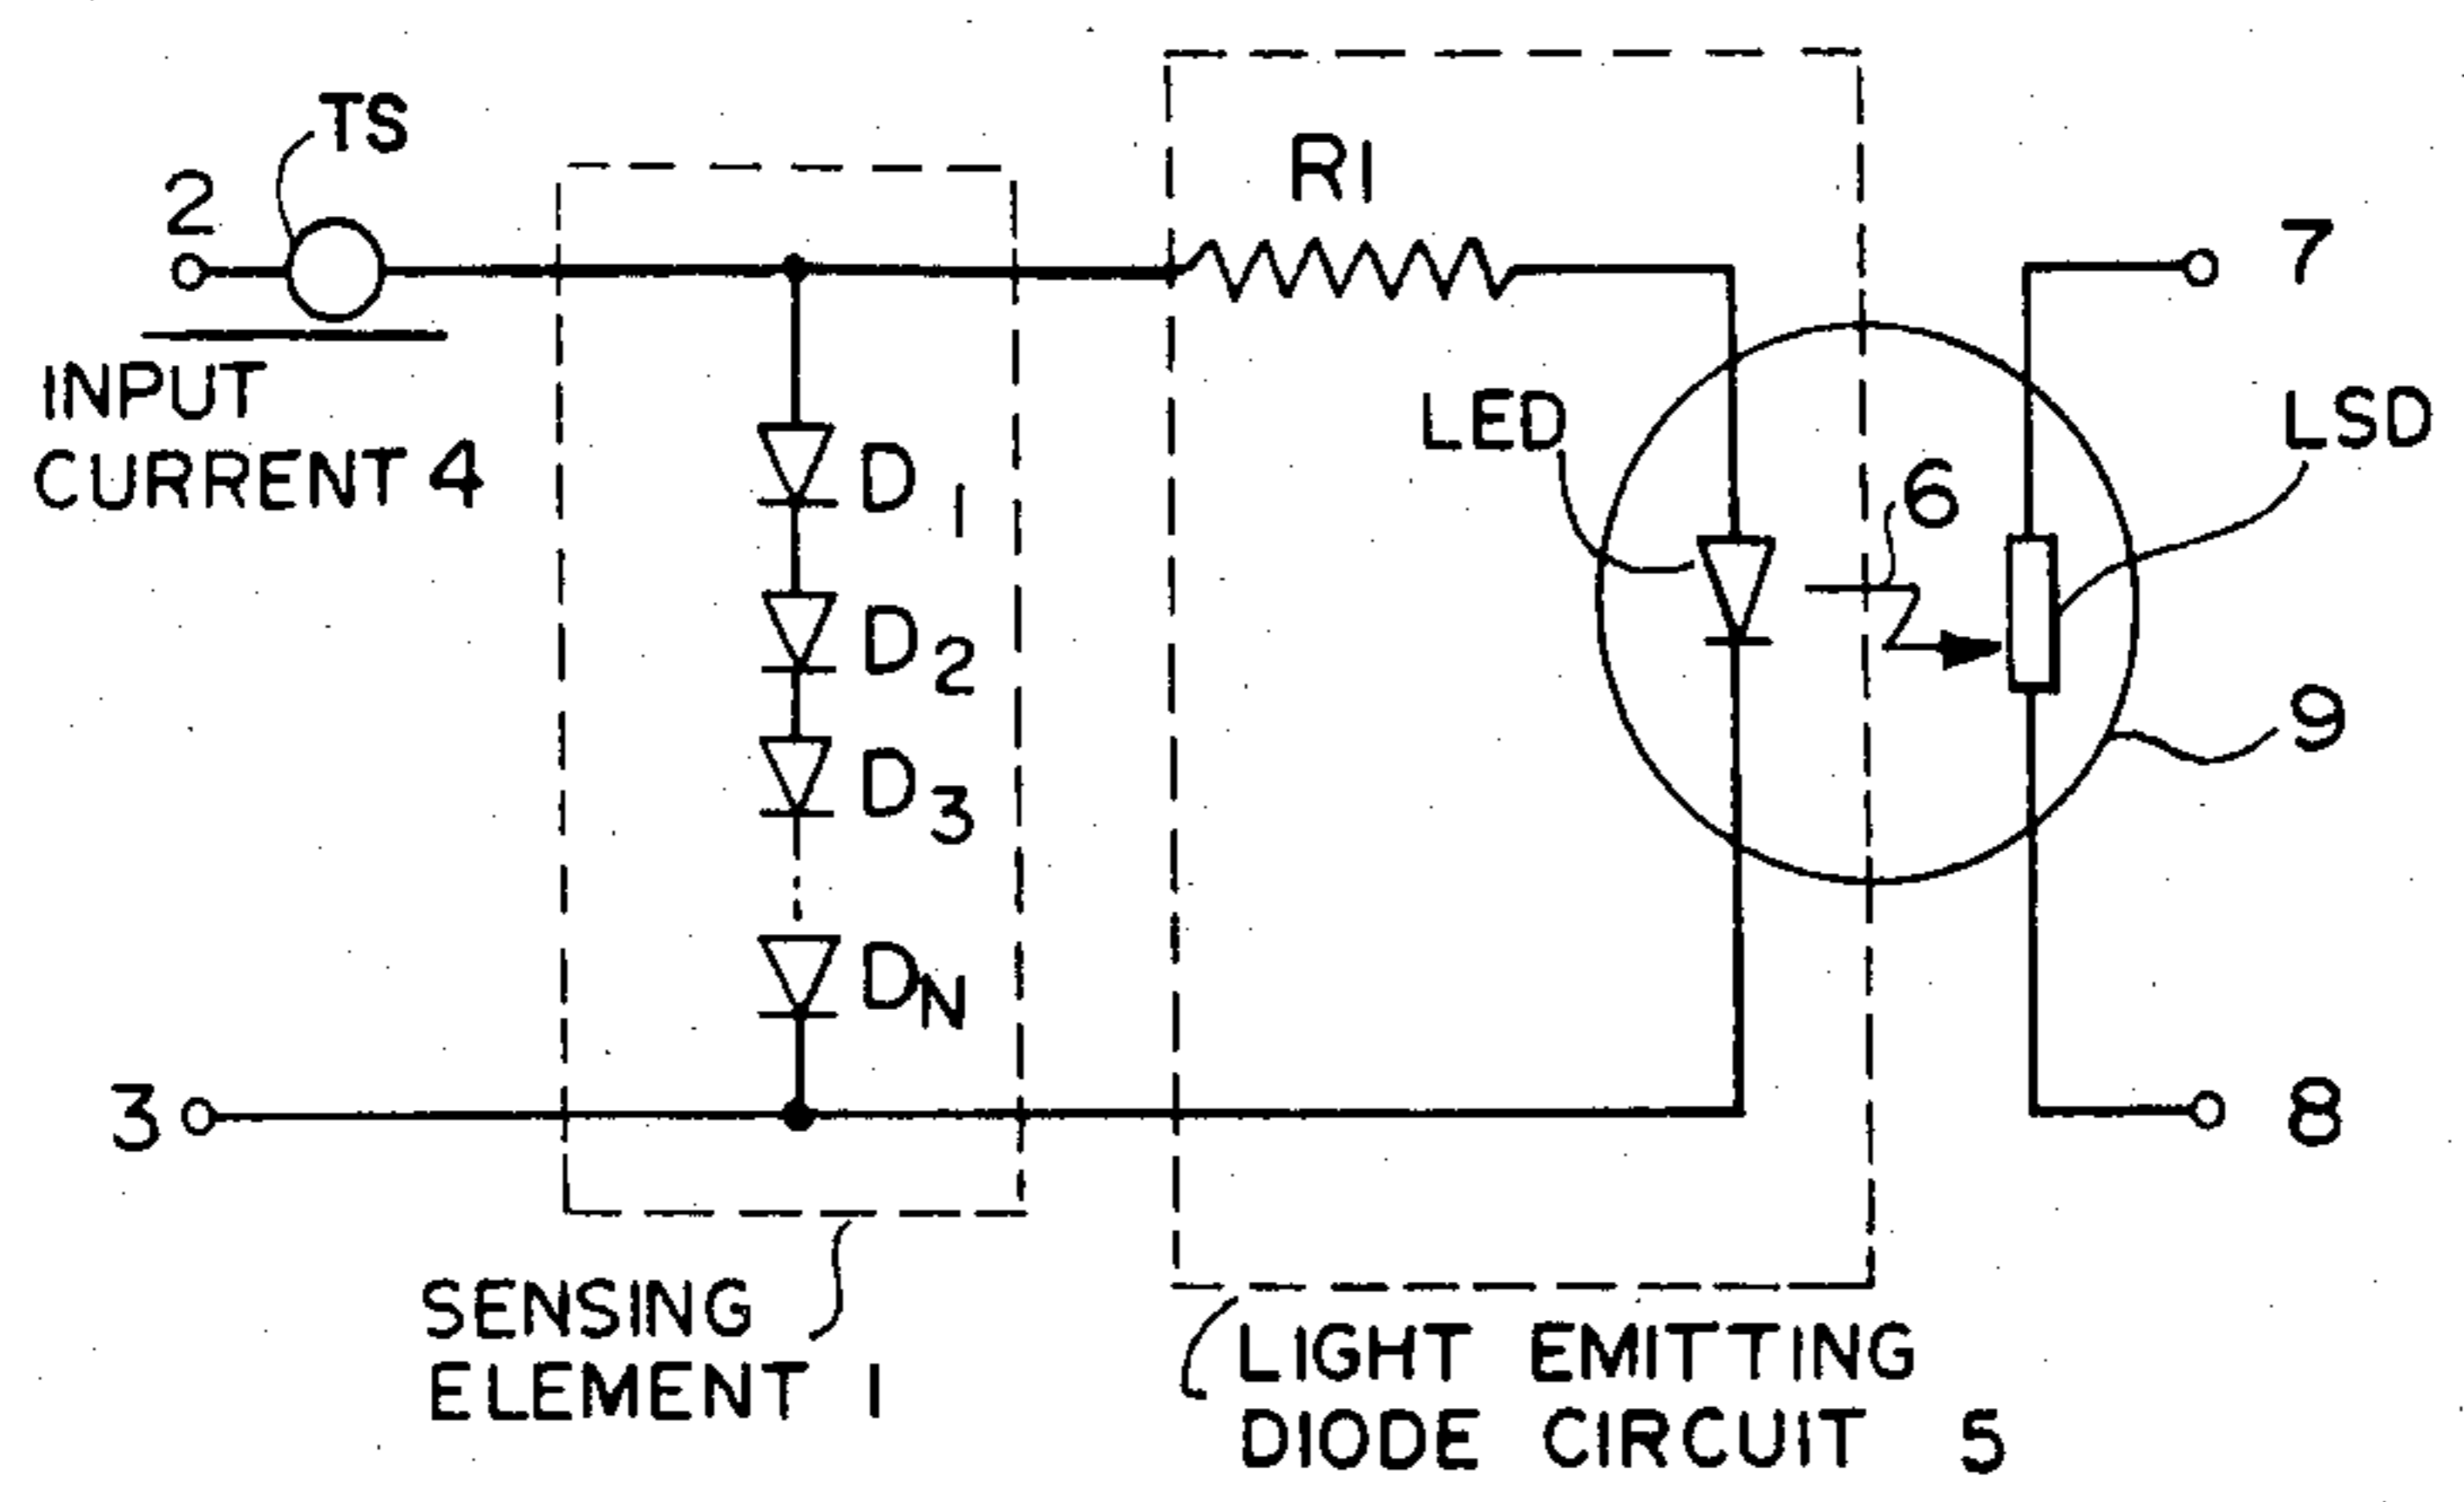 TS
2
INPUT
CURRENT 4
R1
7
LED
LSD
6
D1
D2
D3
DN
9
3
8
SENSING
ELEMENT 1
LIGHT EMITTING
DIODE CIRCUIT 5